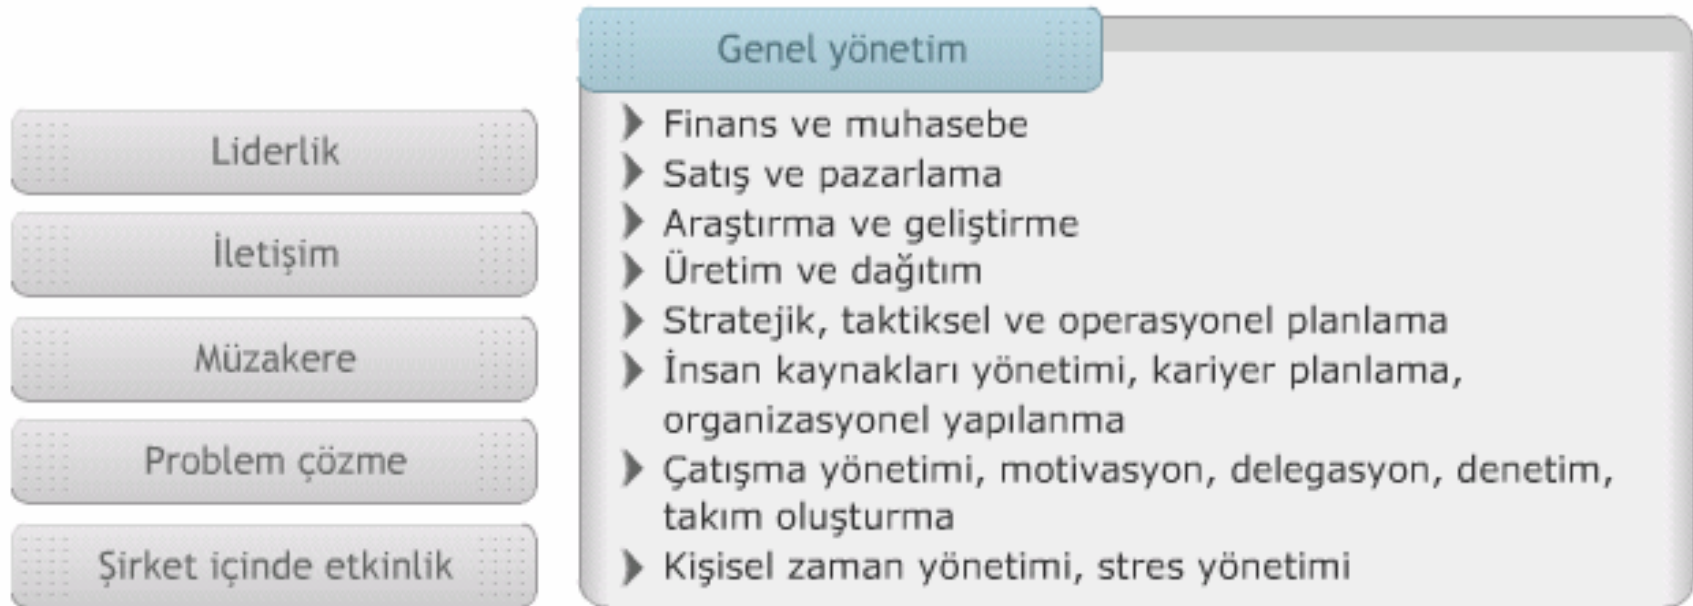 Genel yönetim
Liderlik
İletişim
Müzakere
Problem çözme
Şirket içinde etkinlik
Finans ve muhasebe
Satış ve pazarlama
Araştırma ve geliştirme
Üretim ve dağıtım
Stratejik, taktiksel ve operasyonel planlama
İnsan kaynakları yönetimi, kariyer planlama,
organizasyonel yapılanma
Çatışma yönetimi, motivasyon, delegasyon, denetim,
takım oluşturma
Kişisel zaman yönetimi, stres yönetimi